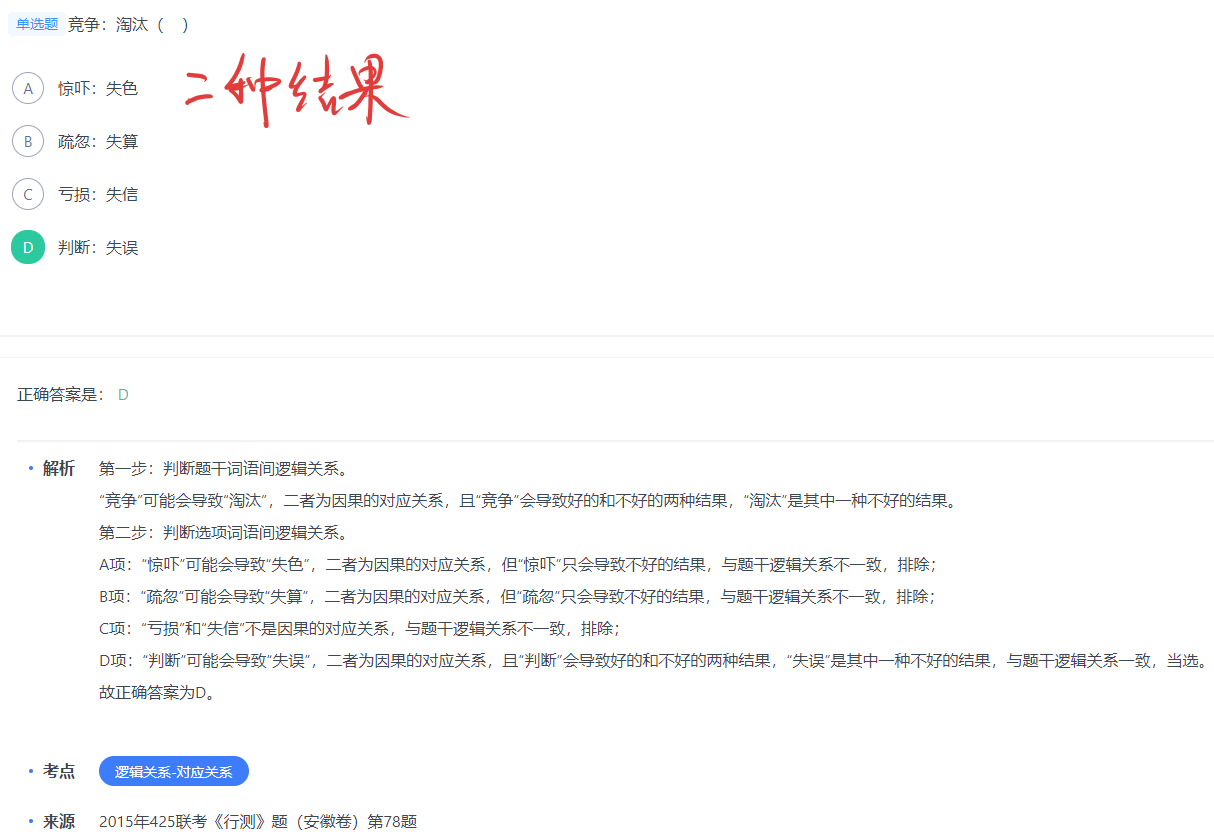 单选题 竞争：淘汰（　）
A 惊吓：失色
二种结果
B 疏忽：失算
C 亏损：失信
D 判断：失误
正确答案是： D
• 解析 第一步：判断题干词语间逻辑关系。
“竞争”可能会导致“淘汰”，二者为因果的对应关系，且“竞争”会导致好的和不好的两种结果，“淘汰”是其中一种不好的结果。
第二步：判断选项词语间逻辑关系。
A项：“惊吓”可能会导致“失色”，二者为因果的对应关系，但“惊吓”只会导致不好的结果，与题干逻辑关系不一致，排除；
B项：“疏忽”可能会导致“失算”，二者为因果的对应关系，但“疏忽”只会导致不好的结果，与题干逻辑关系不一致，排除；
C项：“亏损”和“失信”不是因果的对应关系，与题干逻辑关系不一致，排除；
D项：“判断”可能会导致“失误”，二者为因果的对应关系，且“判断”会导致好的和不好的两种结果，“失误”是其中一种不好的结果，与题干逻辑关系一致，当选。
故正确答案为D。
• 考点 逻辑关系-对应关系
• 来源 2015年425联考《行测》题（安徽卷）第78题